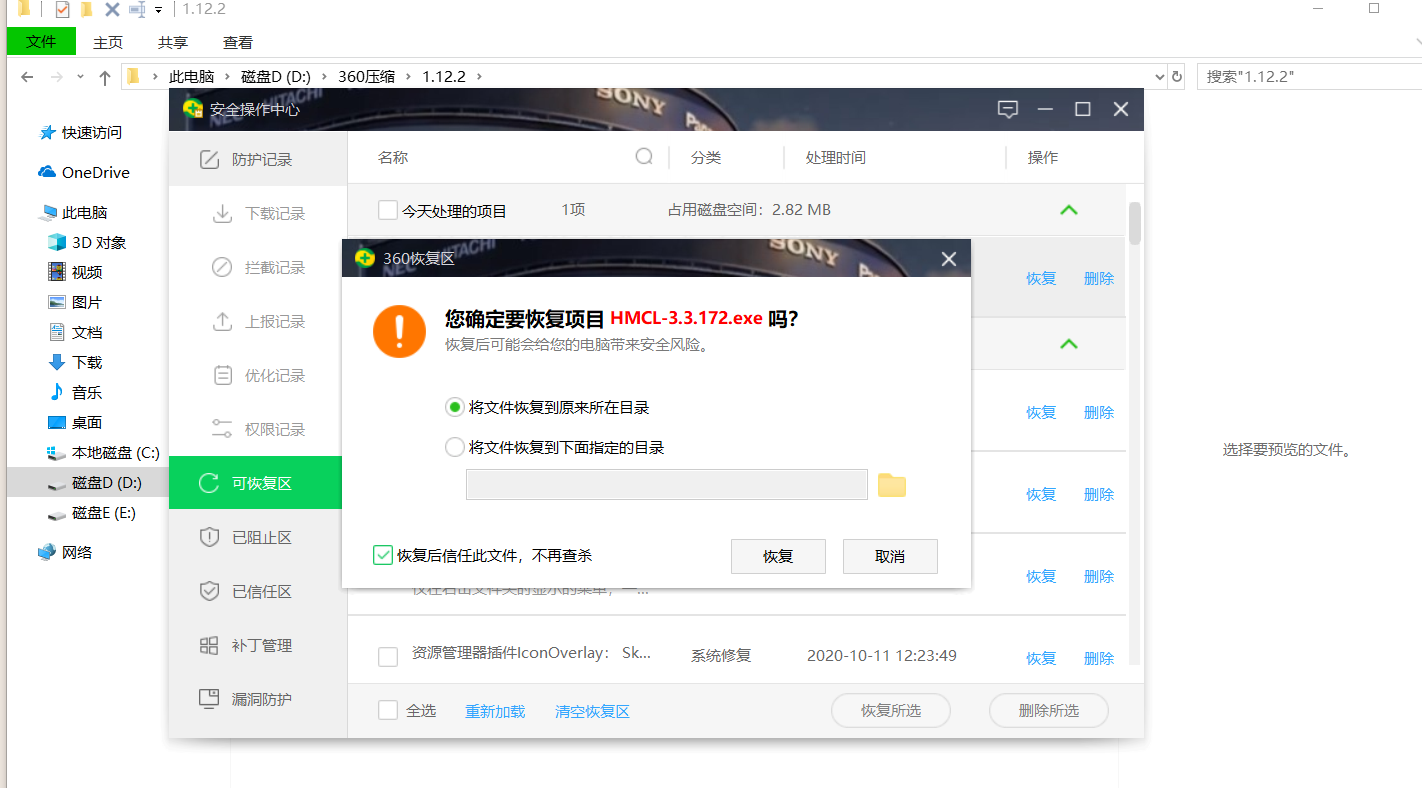 1.12.2
文件 主页 共享 查看
此电脑 磁盘D (D:) 360压缩 1.12.2
搜索"1.12.2"
快速访问
OneDrive
此电脑
3D 对象
视频
图片
文档
下载
音乐
桌面
本地磁盘 (C:)
磁盘D (D:)
磁盘E (E:)
网络
安全操作中心
HITACHI
SONY
防护记录
下载记录
拦截记录
上报记录
优化记录
权限记录
可恢复区
已阻止区
已信任区
补丁管理
漏洞防护
名称 分类 处理时间 操作
今天处理的项目 1项 占用磁盘空间：2.82 MB
恢复 删除
360恢复区
HITACHI
SONY
您确定要恢复项目 HMCL-3.3.172.exe 吗？
恢复后可能会给您的电脑带来安全风险。
将文件恢复到原来所在目录
将文件恢复到下面指定的目录
恢复后信任此文件，不再查杀
恢复 取消
恢复 删除
恢复 删除
恢复 删除
资源管理器插件IconOverlay： Sk... 系统修复 2020-10-11 12:23:49 恢复 删除
全选 重新加载 清空恢复区 恢复所选 删除所选
选择要预览的文件。